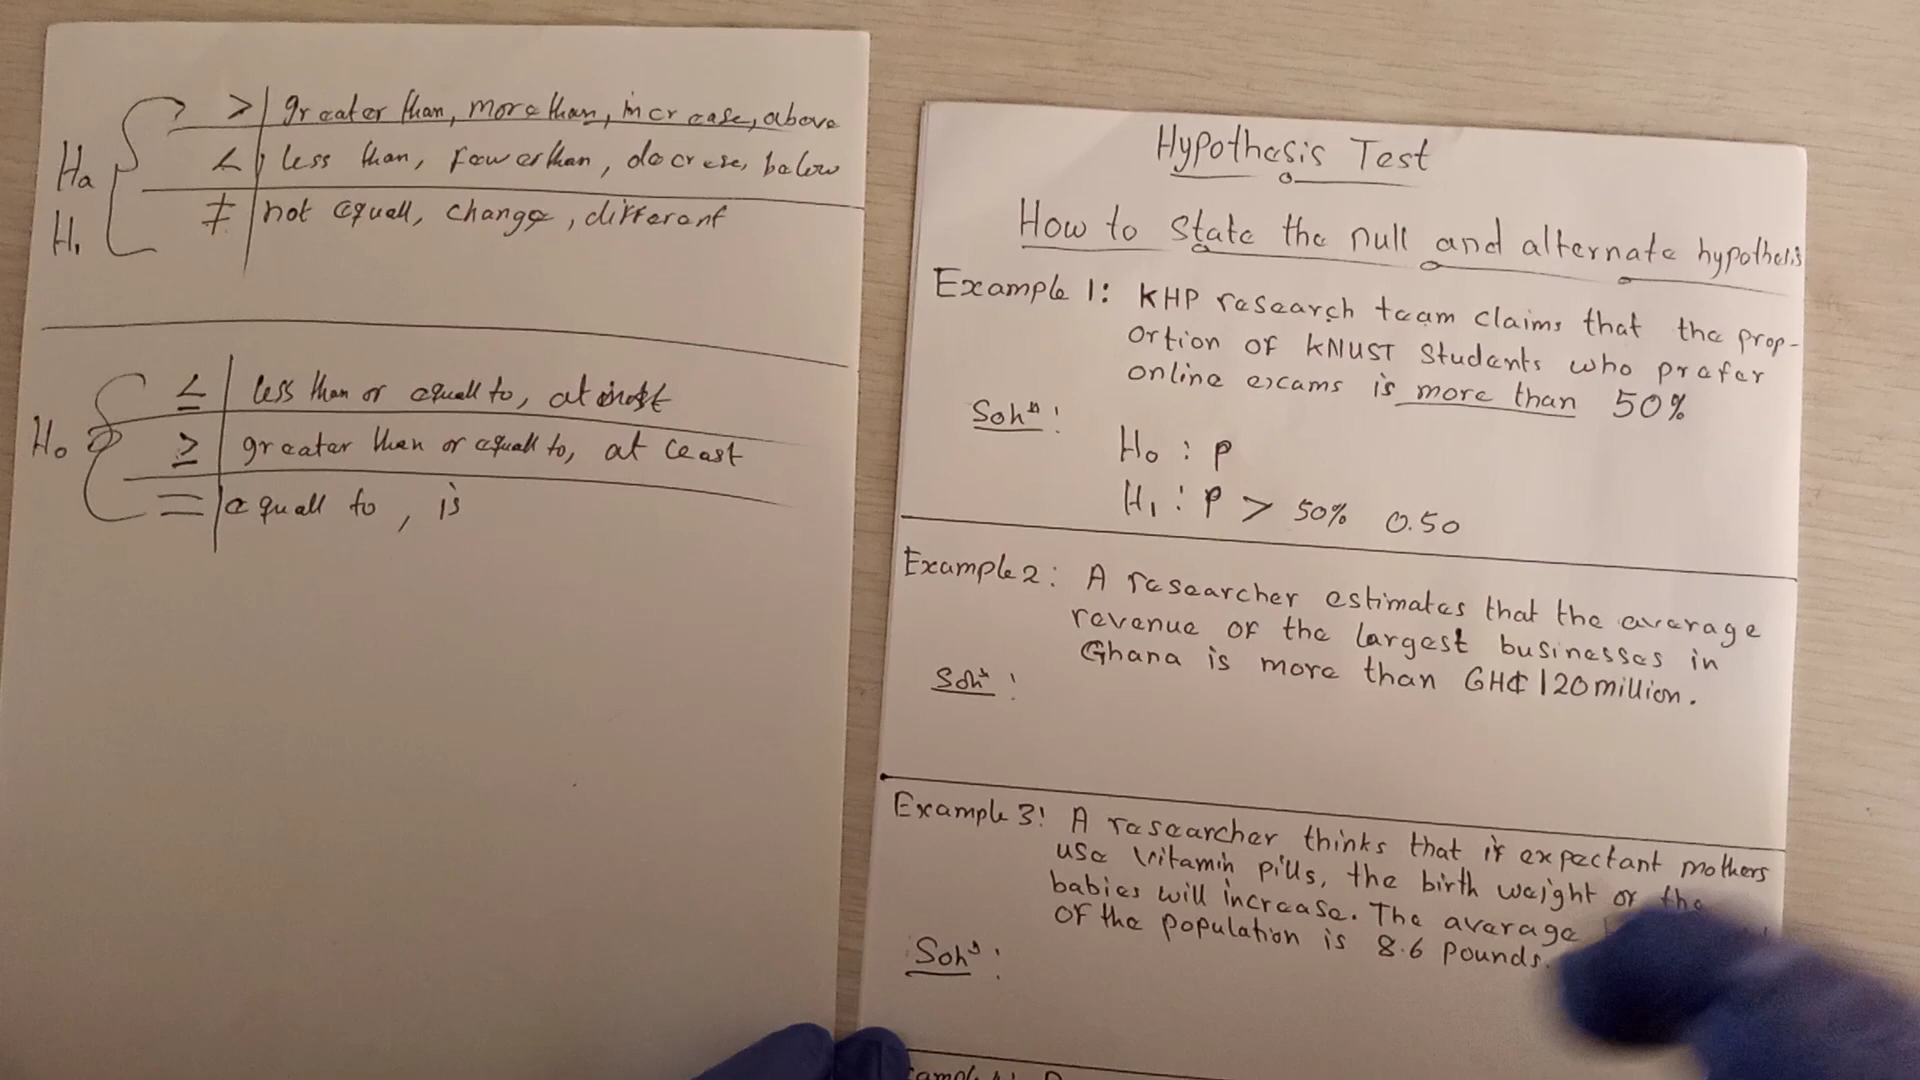 > greater than, more than, increase, above
Ha < less than, fewer than, decrese, below
H₁ ≠ not equall, change, different
≤ less than or equall to, at most
H₀ ≥ greater than or equall to, at least
= equall to, is
Hypothesis Test
How to state the null and alternate hypothesis
Example 1: KHP research team claims that the prop-
ortion of KNUST students who prefer
online exams is more than 50%
Solⁿ:
H₀ : p
H₁ : p > 50% 0.50
Example 2: A researcher estimates that the average
revenue of the largest businesses in
Ghana is more than GH₵ 120 million.
Solⁿ:
Example 3: A researcher thinks that if expectant mothers
use vitamin pills, the birth weight of the
babies will increase. The average
of the population is 8.6 pounds.
Solⁿ: